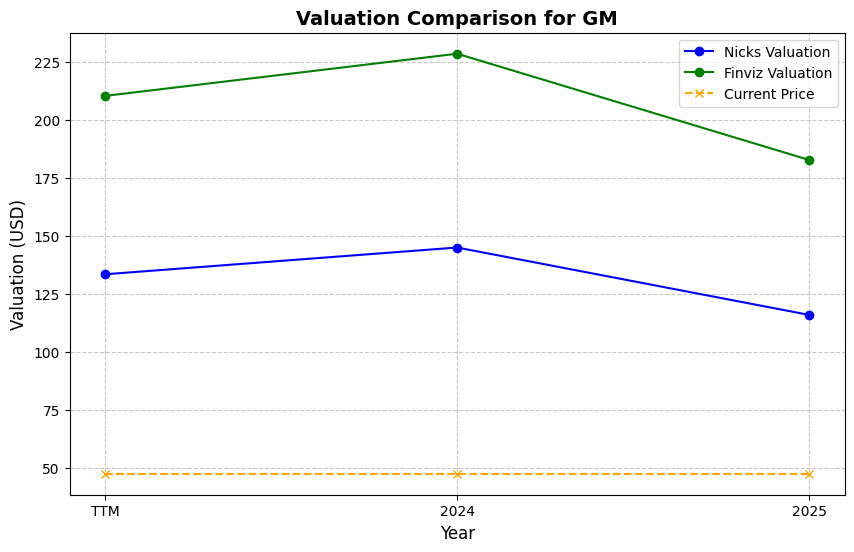 Valuation Comparison for GM
Nicks Valuation
Finviz Valuation
Current Price
Valuation (USD)
225
200
175
150
125
100
75
50
TTM
2024
2025
Year